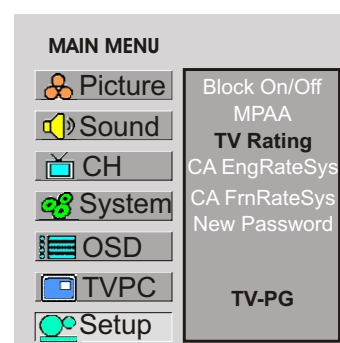 MAIN MENU
Picture
Sound
CH
System
OSD
TVPC
Setup
Block On/Off
MPAA
TV Rating
CA EngRateSys
CA FrnRateSys
New Password
TV-PG